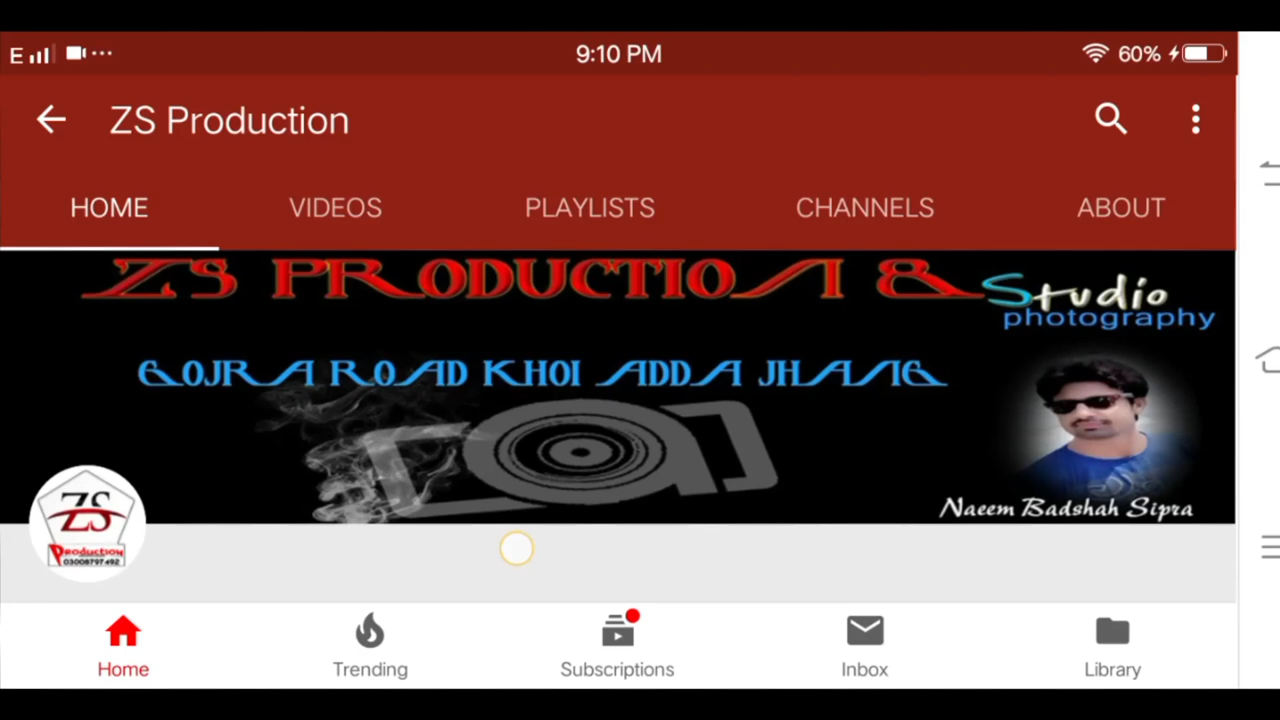 E 9:10 PM 60%
ZS Production
HOME VIDEOS PLAYLISTS CHANNELS ABOUT
ZS PRODUCTION & Studio
photography
GOJRA ROAD KHOI ADDA JHANG
Naeem Badshah Sipra
ZS
Production
03008797492
Home Trending Subscriptions Inbox Library